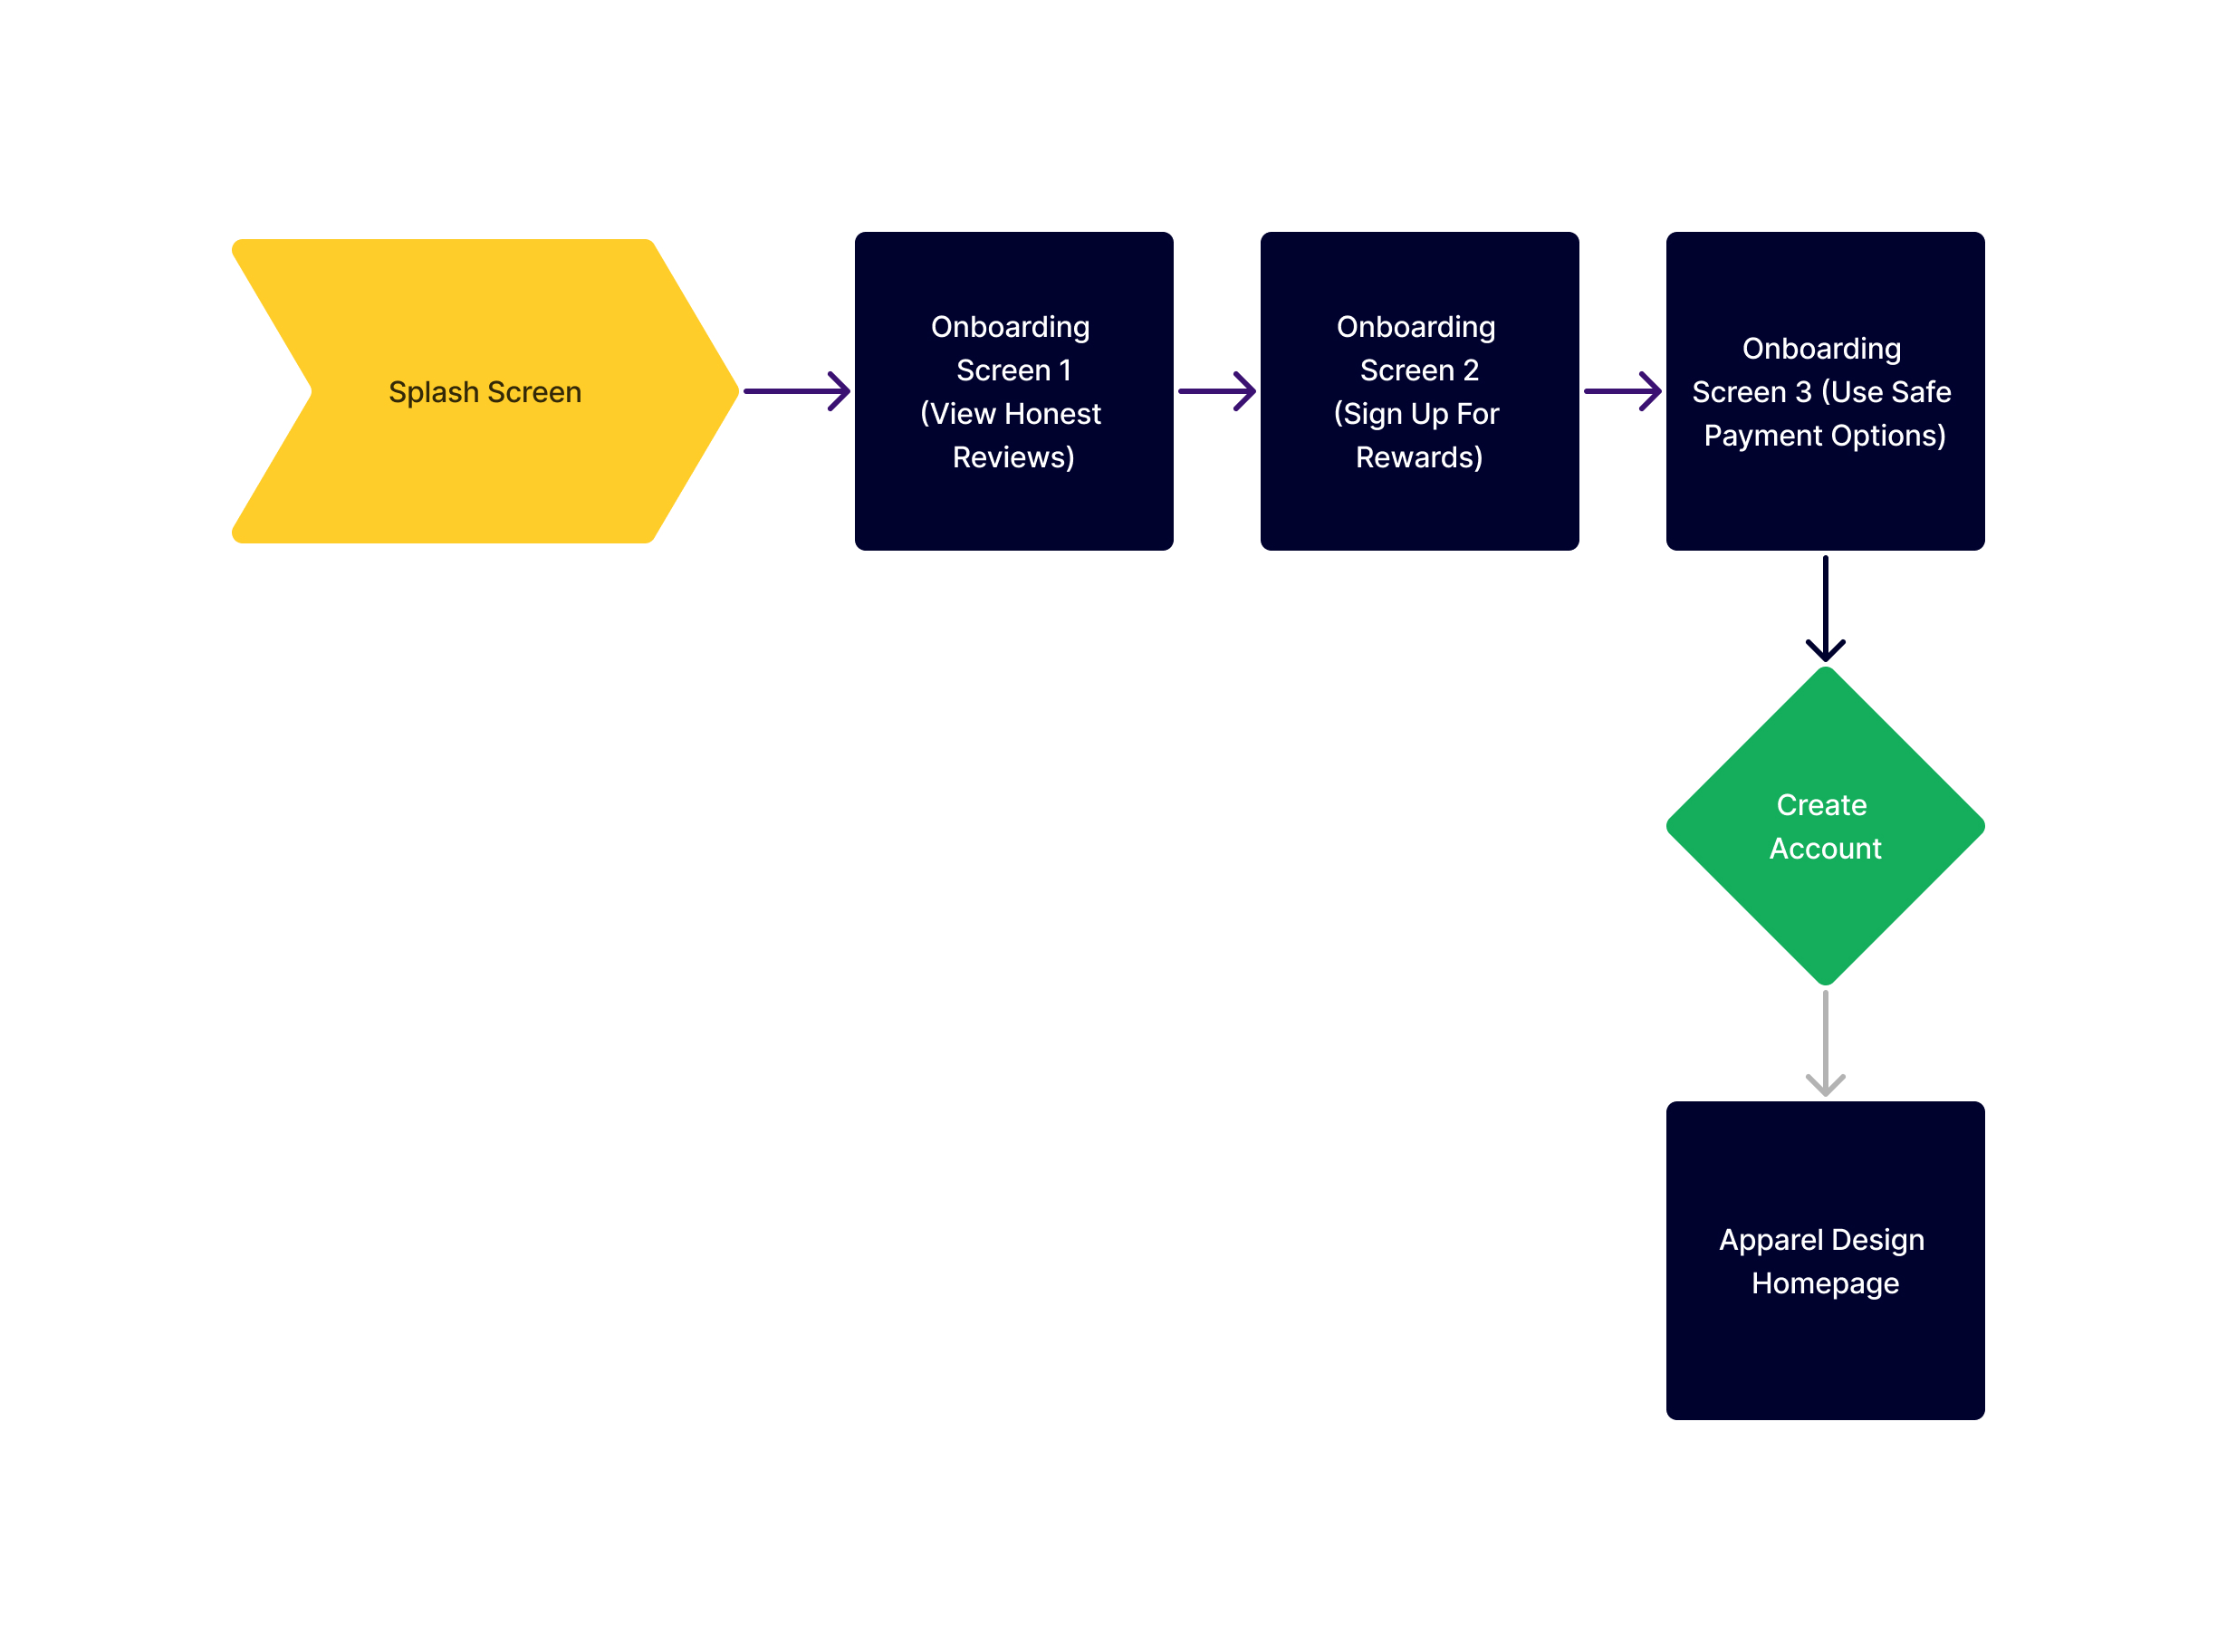 Splash Screen
Onboarding
Screen 1
(View Honest
Reviews)
Onboarding
Screen 2
(Sign Up For
Rewards)
Onboarding
Screen 3 (Use Safe
Payment Options)
Create
Account
Apparel Design
Homepage